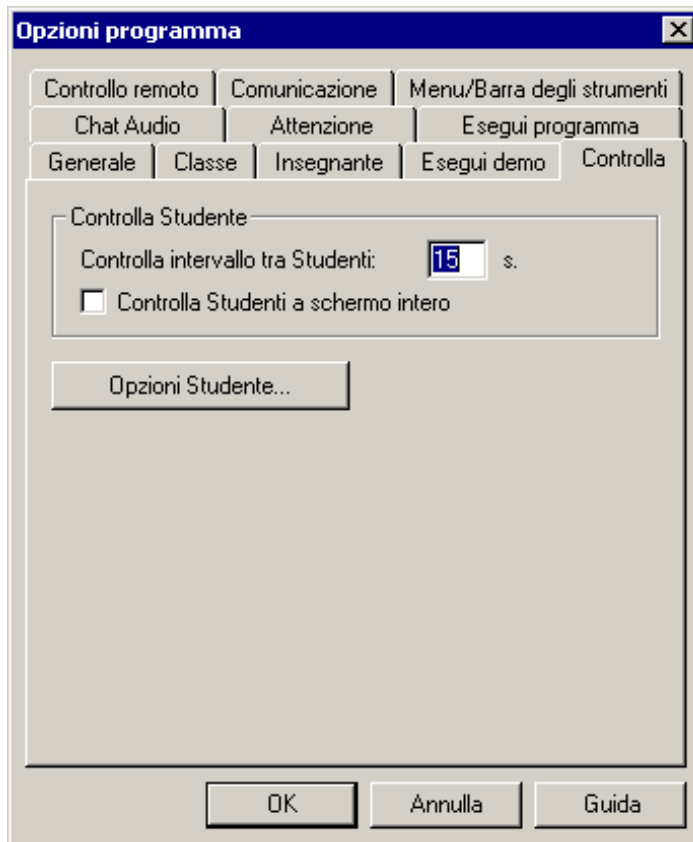 Opzioni programma
Controllo remoto Comunicazione Menu/Barra degli strumenti
Chat Audio Attenzione Esegui programma
Generale Classe Insegnante Esegui demo Controlla
Controlla Studente
Controlla intervallo tra Studenti: 15 s.
Controlla Studenti a schermo intero
Opzioni Studente...
OK Annulla Guida